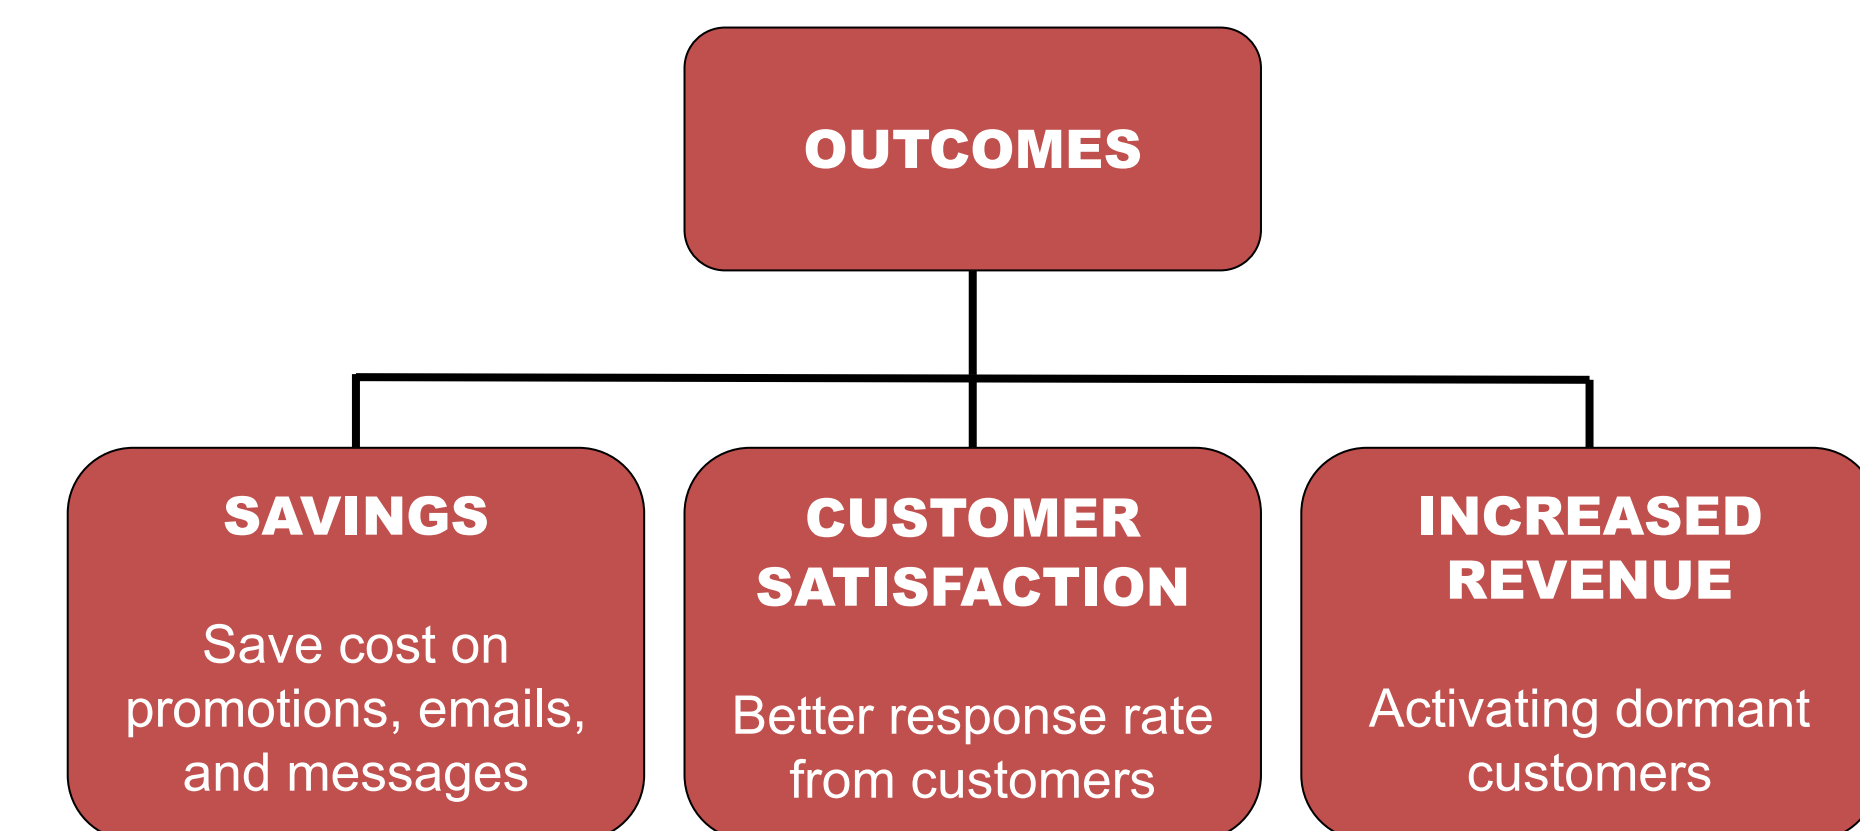 OUTCOMES
SAVINGS
Save cost on
promotions, emails,
and messages
CUSTOMER
SATISFACTION
Better response rate
from customers
INCREASED
REVENUE
Activating dormant
customers